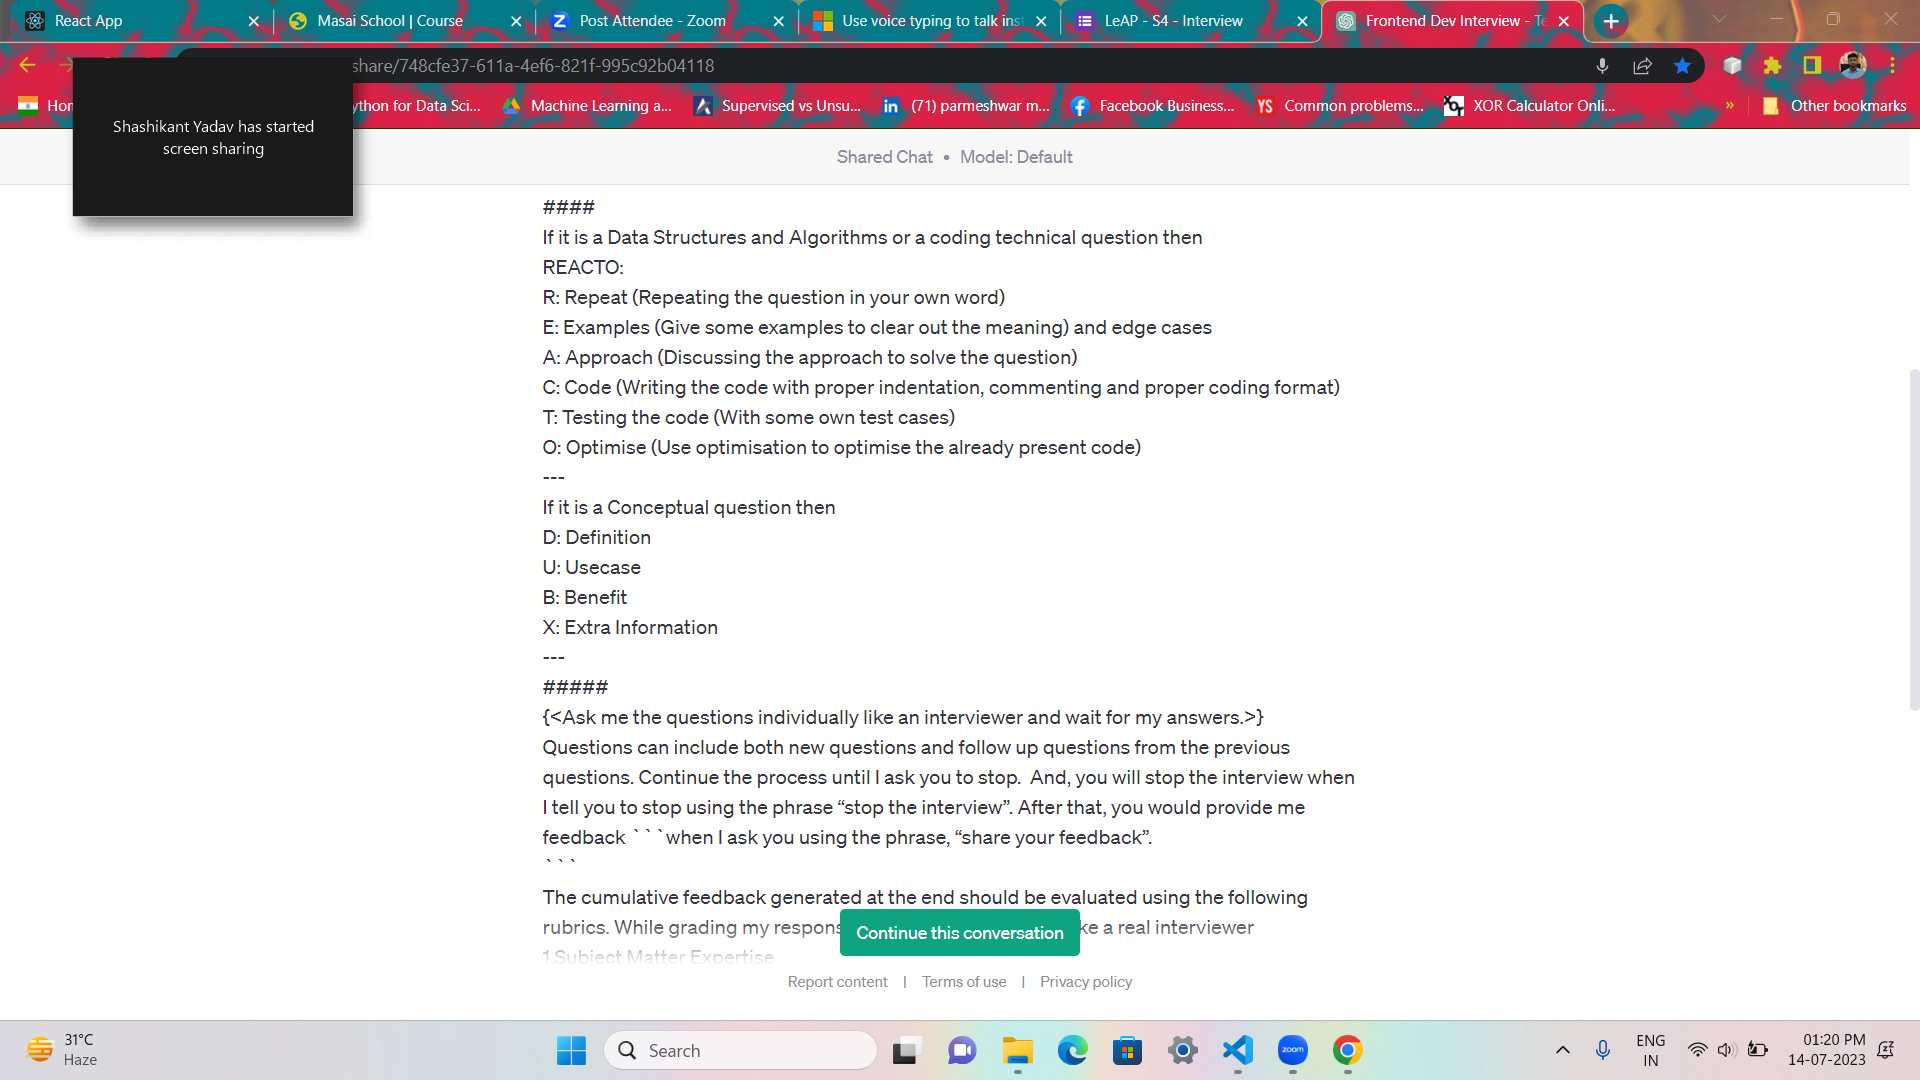 React App
Masai School | Course
Post Attendee - Zoom
Use voice typing to talk inst
LeAP - S4 - Interview
Frontend Dev Interview - Te
share/748cfe37-611a-4ef6-821f-995c92b04118
Hom
ython for Data Sci...
Machine Learning a...
Supervised vs Unsu...
(71) parmeshwar m...
Facebook Business...
YS
Common problems...
XOR Calculator Onli...
»
Other bookmarks
Shashikant Yadav has started
screen sharing
Shared Chat • Model: Default
####
If it is a Data Structures and Algorithms or a coding technical question then
REACTO:
R: Repeat (Repeating the question in your own word)
E: Examples (Give some examples to clear out the meaning) and edge cases
A: Approach (Discussing the approach to solve the question)
C: Code (Writing the code with proper indentation, commenting and proper coding format)
T: Testing the code (With some own test cases)
O: Optimise (Use optimisation to optimise the already present code)
---
If it is a Conceptual question then
D: Definition
U: Usecase
B: Benefit
X: Extra Information
---
#####
{<Ask me the questions individually like an interviewer and wait for my answers.>}
Questions can include both new questions and follow up questions from the previous
questions. Continue the process until I ask you to stop.  And, you will stop the interview when
I tell you to stop using the phrase “stop the interview”. After that, you would provide me
feedback ```when I ask you using the phrase, “share your feedback”.
```
The cumulative feedback generated at the end should be evaluated using the following
rubrics. While grading my respons
ke a real interviewer
Continue this conversation
1.Subject Matter Expertise
Report content | Terms of use | Privacy policy
31°C
Haze
Search
zoom
ENG
IN
01:20 PM
14-07-2023